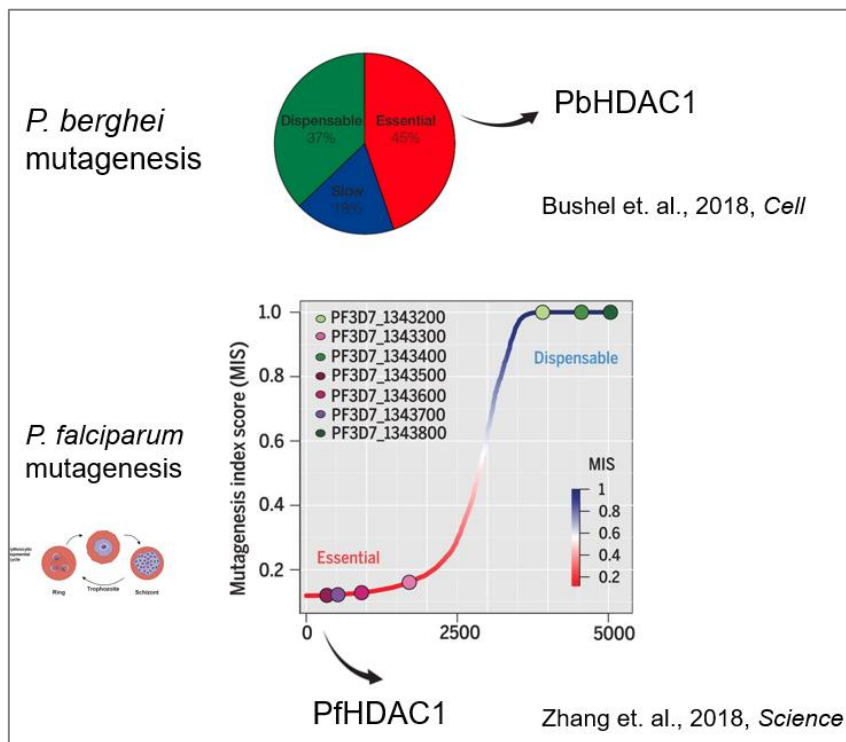 P. berghei
mutagenesis
Dispensable
37%
Essential
45%
Slow
18%
PbHDAC1
Bushel et. al., 2018, Cell
P. falciparum
mutagenesis
Ring
Trophozoite
Schizont
Mutagenesis index score (MIS)
1.0
0.8
0.6
0.4
0.2
PF3D7_1343200
PF3D7_1343300
PF3D7_1343400
PF3D7_1343500
PF3D7_1343600
PF3D7_1343700
PF3D7_1343800
Dispensable
Essential
MIS
1
0.8
0.6
0.4
0.2
0
2500
5000
PfHDAC1
Zhang et. al., 2018, Science